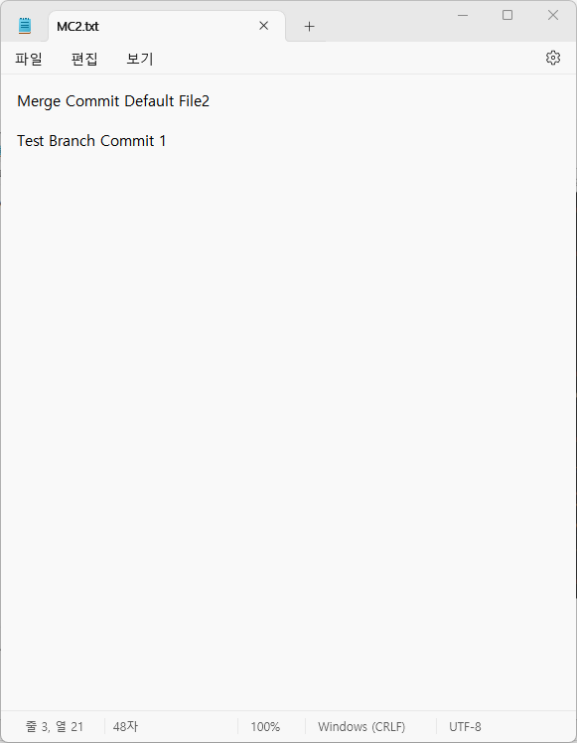 MC2.txt
파일 편집 보기
Merge Commit Default File2
Test Branch Commit 1
줄 3, 열 21 48자 100% Windows (CRLF) UTF-8